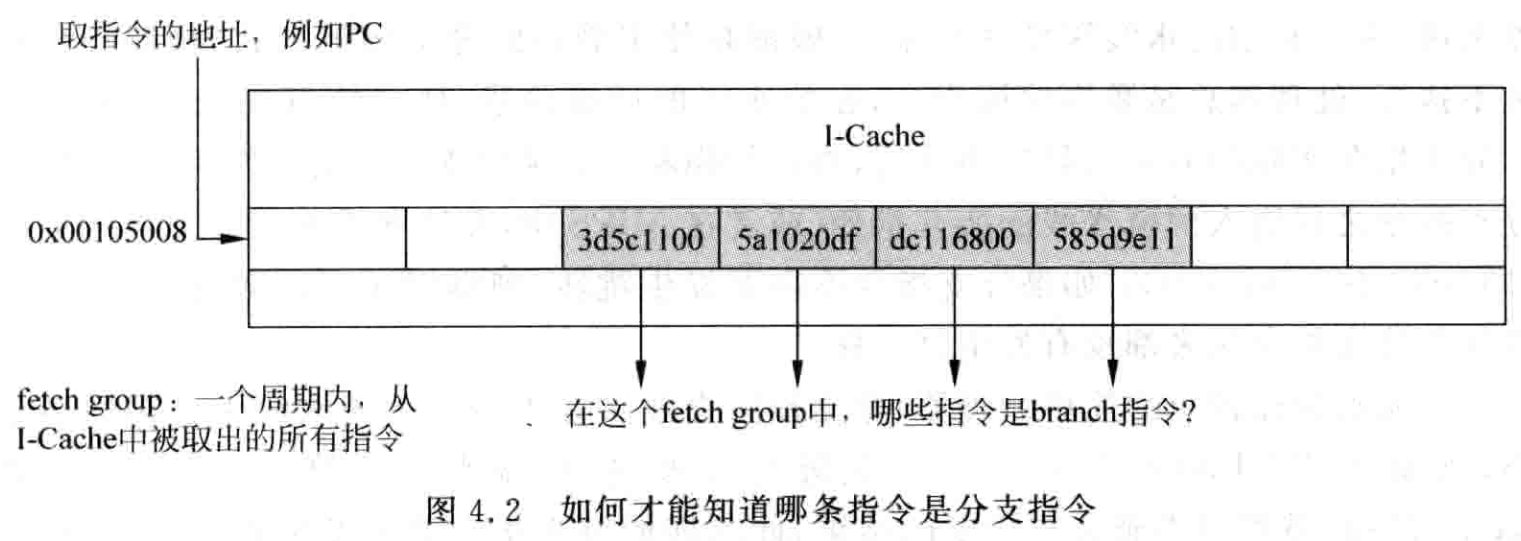 取指令的地址，例如PC
I-Cache
0x00105008
3d5c1100 5a1020df dc116800 585d9e11
fetch group：一个周期内，从
I-Cache中被取出的所有指令
在这个fetch group中，哪些指令是branch指令?
图 4.2 如何才能知道哪条指令是分支指令